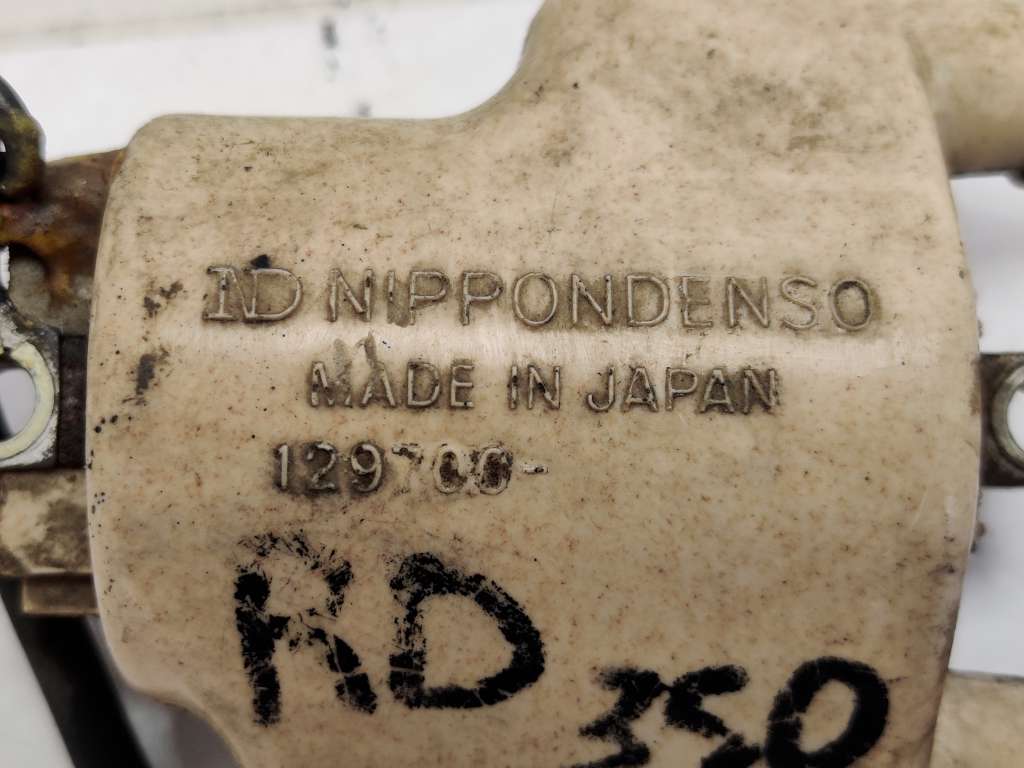 ND NIPPONDENSO
MADE IN JAPAN
129700-
RD
350